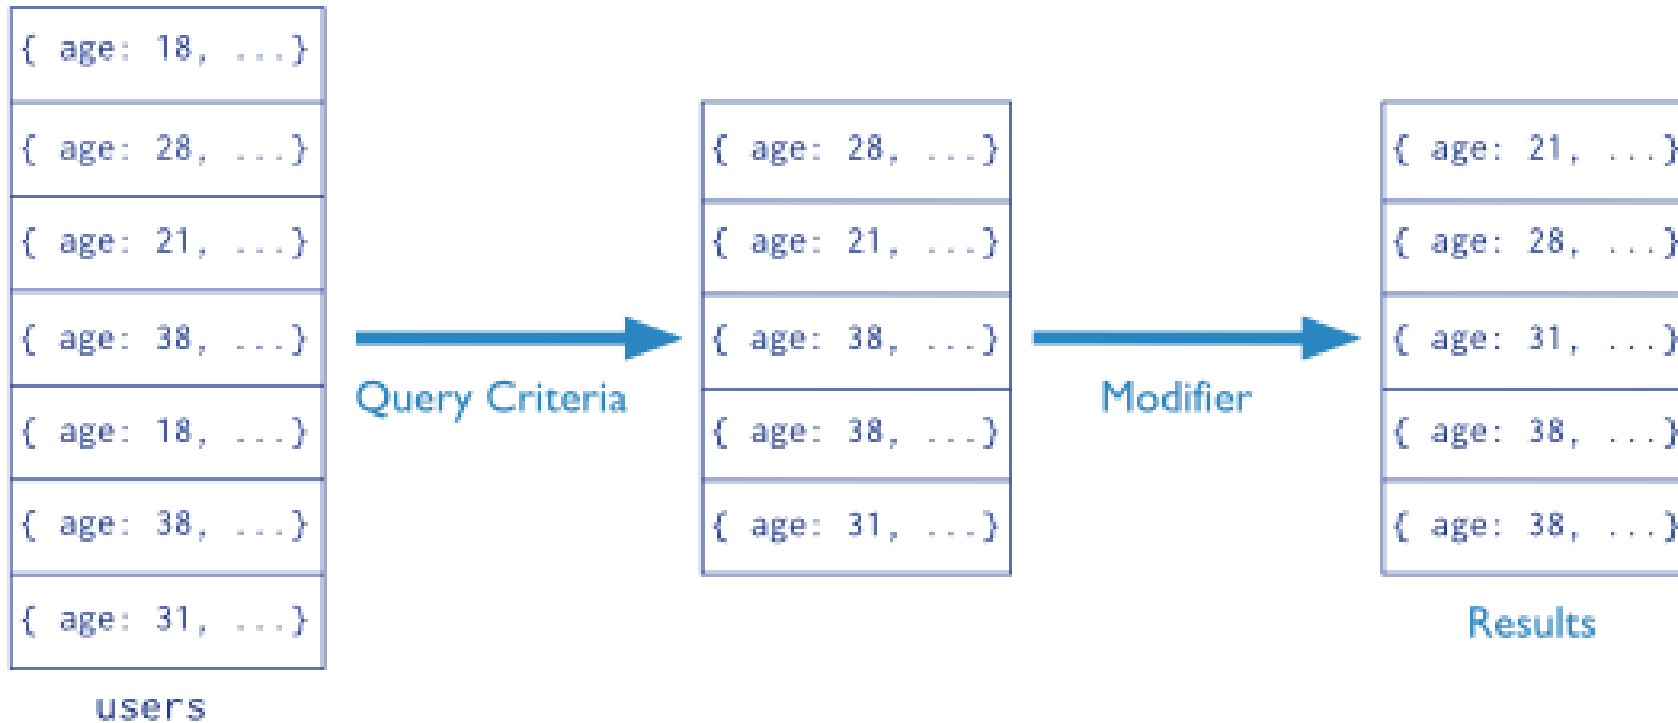 { age: 18, ...}
{ age: 28, ...}
{ age: 21, ...}
{ age: 38, ...}
{ age: 18, ...}
{ age: 38, ...}
{ age: 31, ...}
users
Query Criteria
{ age: 28, ...}
{ age: 21, ...}
{ age: 38, ...}
{ age: 38, ...}
{ age: 31, ...}
Modifier
{ age: 21, ...}
{ age: 28, ...}
{ age: 31, ...}
{ age: 38, ...}
{ age: 38, ...}
Results